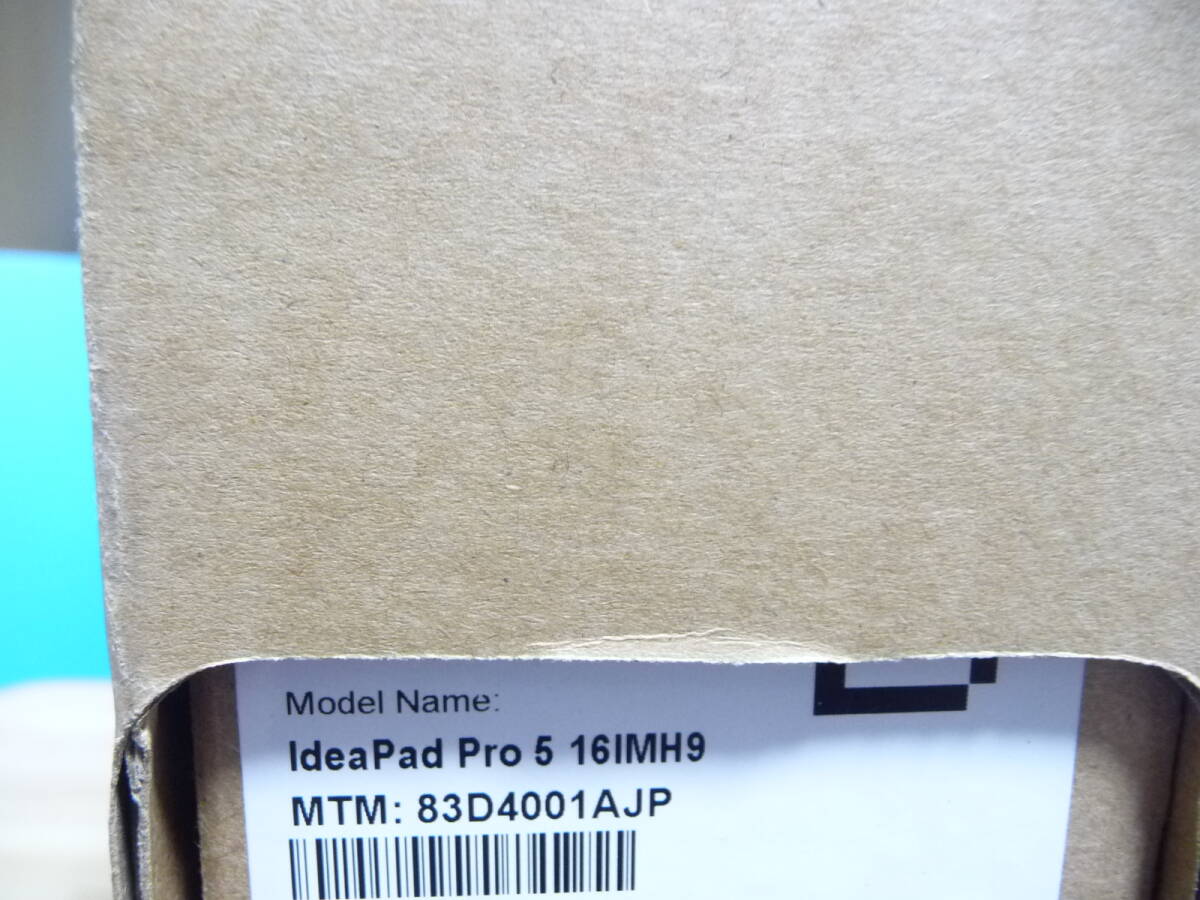 Model Name:
IdeaPad Pro 5 16IMH9
MTM: 83D4001AJP